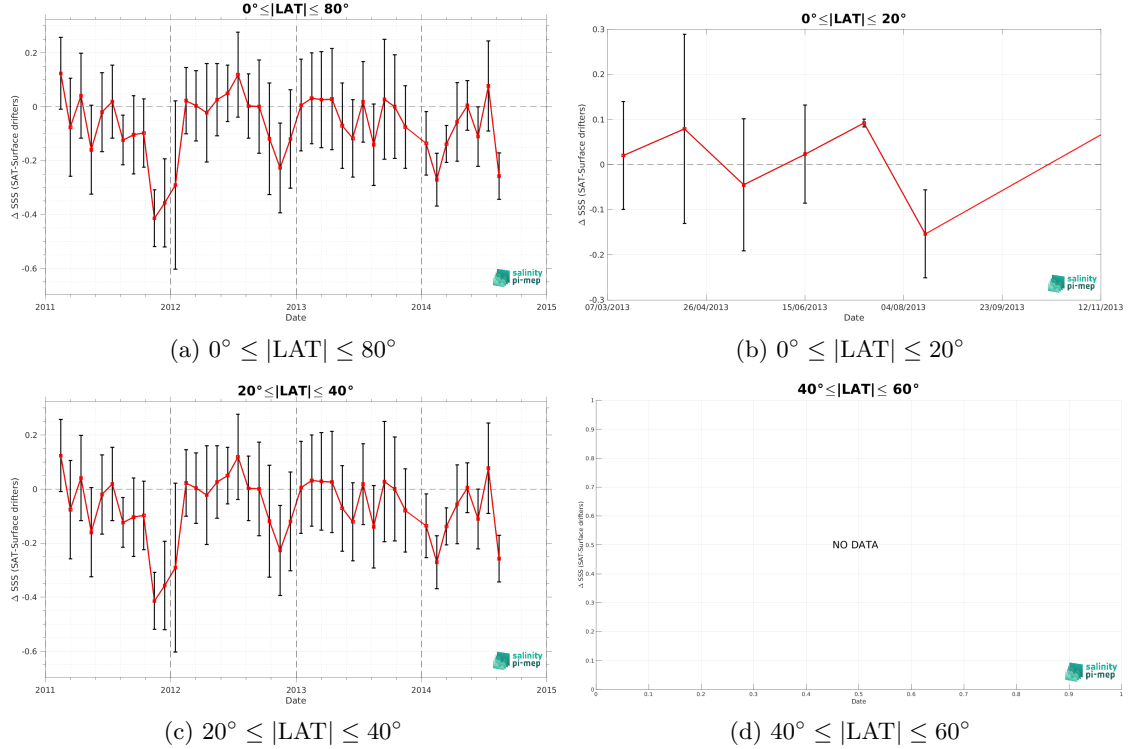 0°≤|LAT|≤ 80°
Δ SSS (SAT-Surface drifters)
0.2
0
-0.2
-0.4
-0.6
2011
2012
2013
2014
2015
Date
salinity
pi-mep
(a) 0° ≤ |LAT| ≤ 80°
0°≤|LAT|≤ 20°
Δ SSS (SAT-Surface drifters)
0.3
0.2
0.1
0
-0.1
-0.2
-0.3
07/03/2013
26/04/2013
15/06/2013
04/08/2013
23/09/2013
12/11/2013
Date
salinity
pi-mep
(b) 0° ≤ |LAT| ≤ 20°
20°≤|LAT|≤ 40°
Δ SSS (SAT-Surface drifters)
0.2
0
-0.2
-0.4
-0.6
2011
2012
2013
2014
2015
Date
salinity
pi-mep
(c) 20° ≤ |LAT| ≤ 40°
40°≤|LAT|≤ 60°
Δ SSS (SAT-Surface drifters)
1
0.9
0.8
0.7
0.6
0.5
0.4
0.3
0.2
0.1
0
NO DATA
0
0.1
0.2
0.3
0.4
0.5
0.6
0.7
0.8
0.9
1
Date
salinity
pi-mep
(d) 40° ≤ |LAT| ≤ 60°